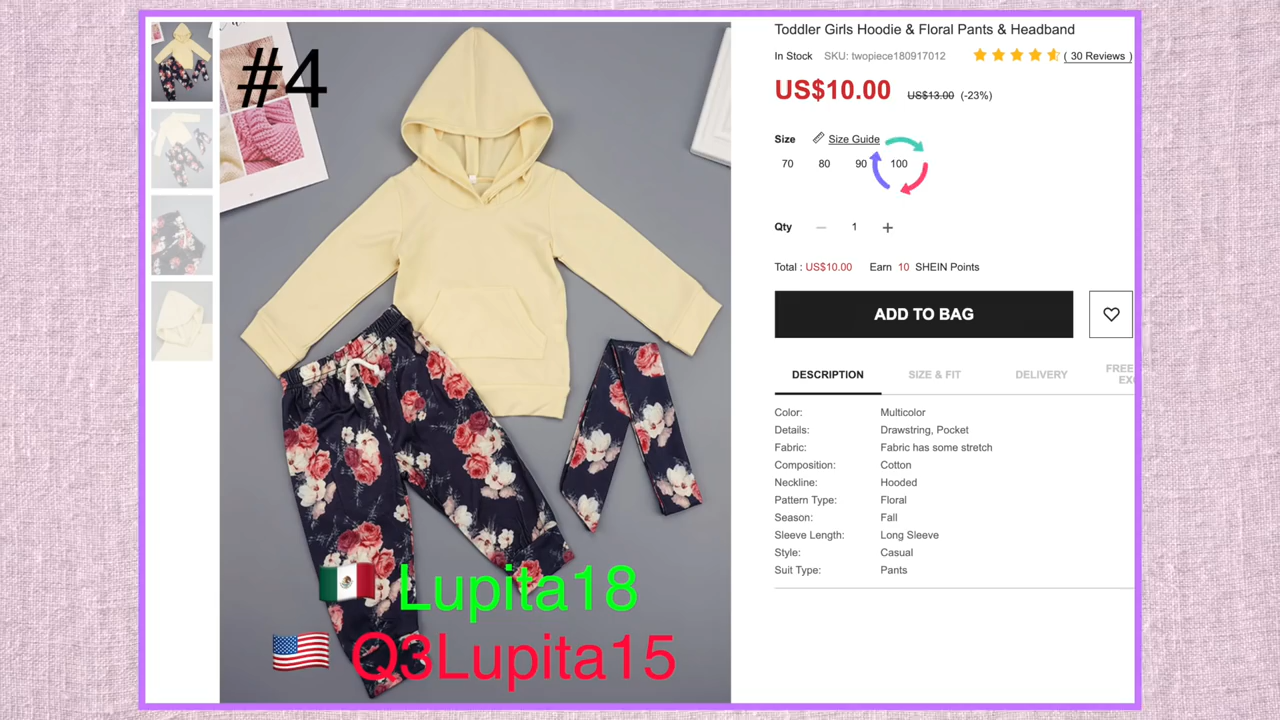 #4
Toddler Girls Hoodie & Floral Pants & Headband
In Stock SKU: twopiece180917012 ( 30 Reviews )
US$10.00 US$13.00 (-23%)
Size Size Guide
70 80 90 100
Qty 1 +
Total : US$10.00 Earn 10 SHEIN Points
ADD TO BAG
DESCRIPTION SIZE & FIT DELIVERY FREE
EX
Color: Multicolor
Details: Drawstring, Pocket
Fabric: Fabric has some stretch
Composition: Cotton
Neckline: Hooded
Pattern Type: Floral
Season: Fall
Sleeve Length: Long Sleeve
Style: Casual
Suit Type: Pants
Lupita18
Q3Lupita15